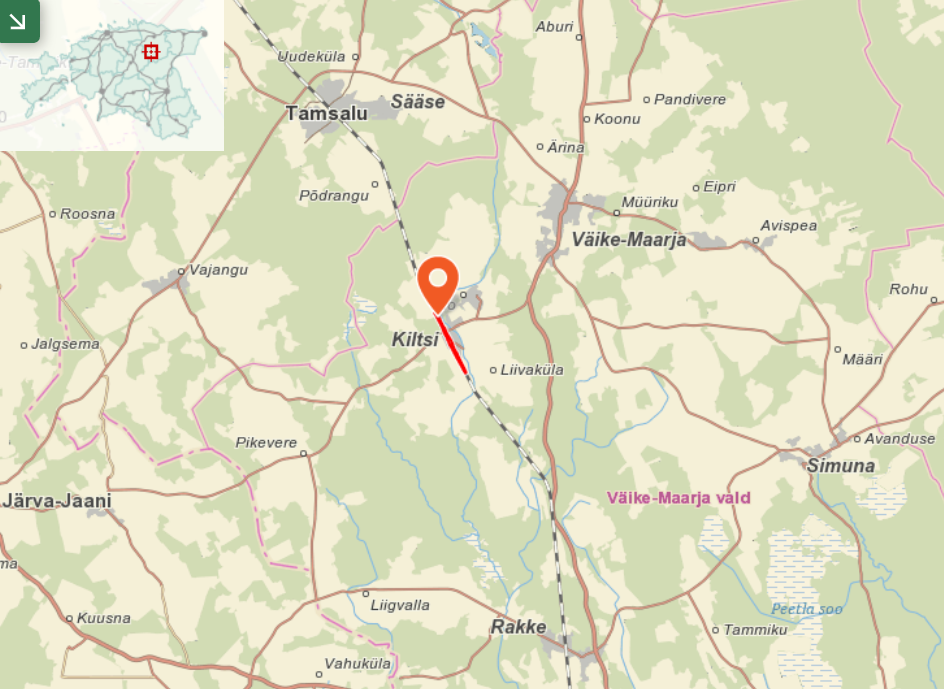 Aburi
Uudeküla
Sääse
Pandivere
Tamsalu
Koonu
Ärina
Põdrangu
Eipri
Müüriku
Roosna
Avispea
Väike-Maarja
Vajangu
Rohu
Kiltsi
Jalgsema
Määri
Liivaküla
Pikevere
Avanduse
Simuna
Väike-Maarja vald
Järva-Jaani
ma
Liigvalla
Peetla soo
Kuusna
Rakke
Tammiku
Vahuküla